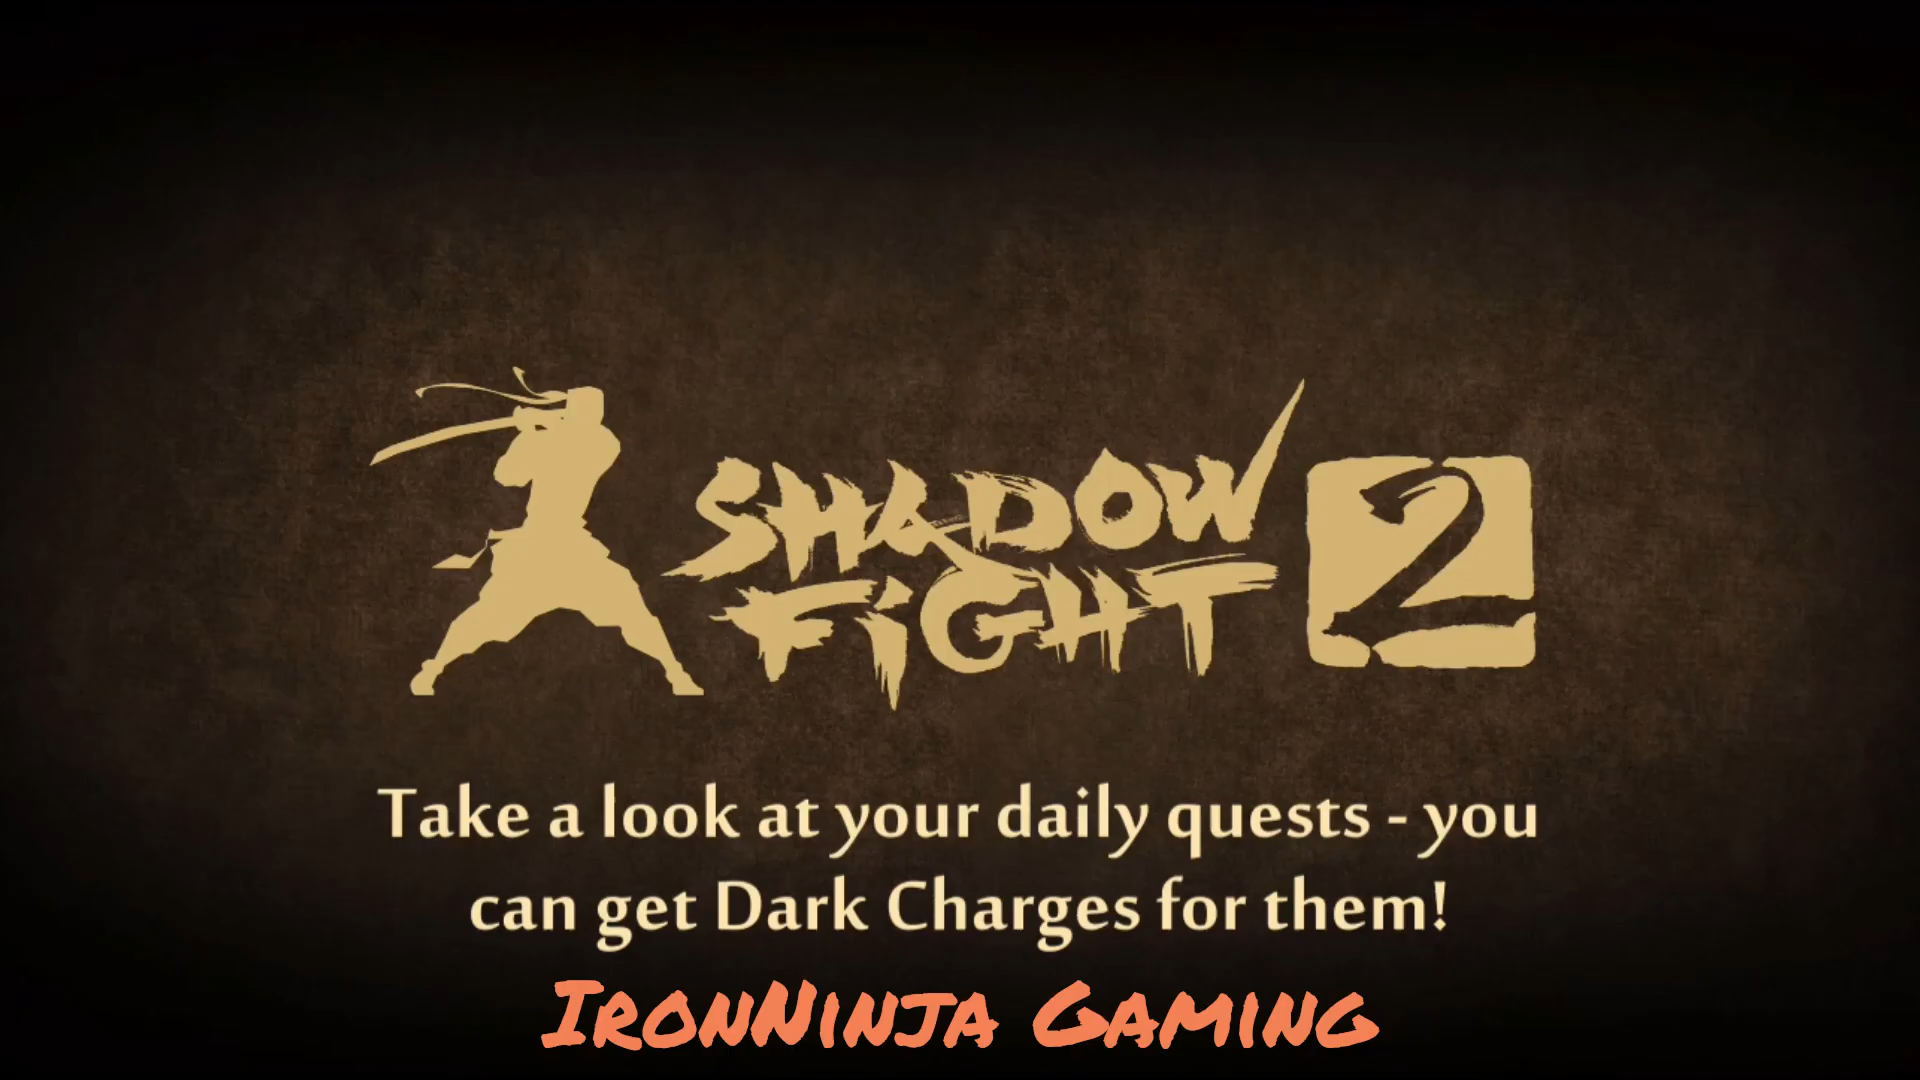 SHADOW
FiGHT 2
Take a look at your daily quests - you
can get Dark Charges for them!
IRONNINJA GAMING